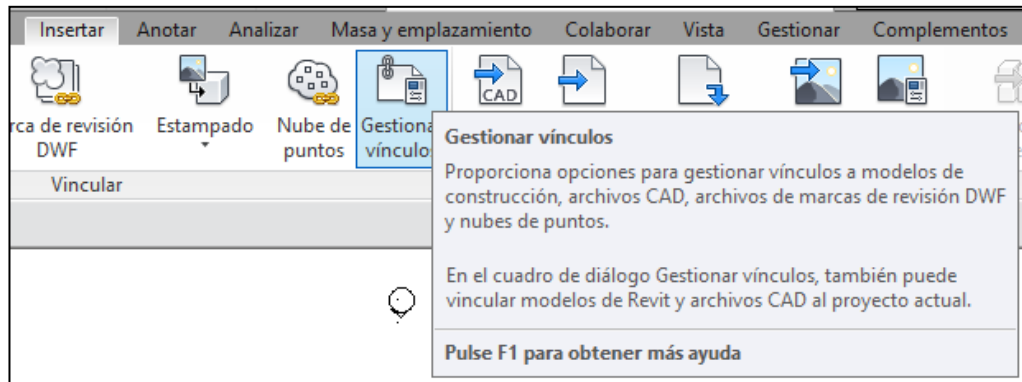 Insertar Anotar Analizar Masa y emplazamiento Colaborar Vista Gestionar Complementos
rca de revisión Estampado Nube de Gestiona
DWF puntos vínculo
CAD
Vincular
Gestionar vínculos
Proporciona opciones para gestionar vínculos a modelos de
construcción, archivos CAD, archivos de marcas de revisión DWF
y nubes de puntos.
En el cuadro de diálogo Gestionar vínculos, también puede
vincular modelos de Revit y archivos CAD al proyecto actual.
Pulse F1 para obtener más ayuda